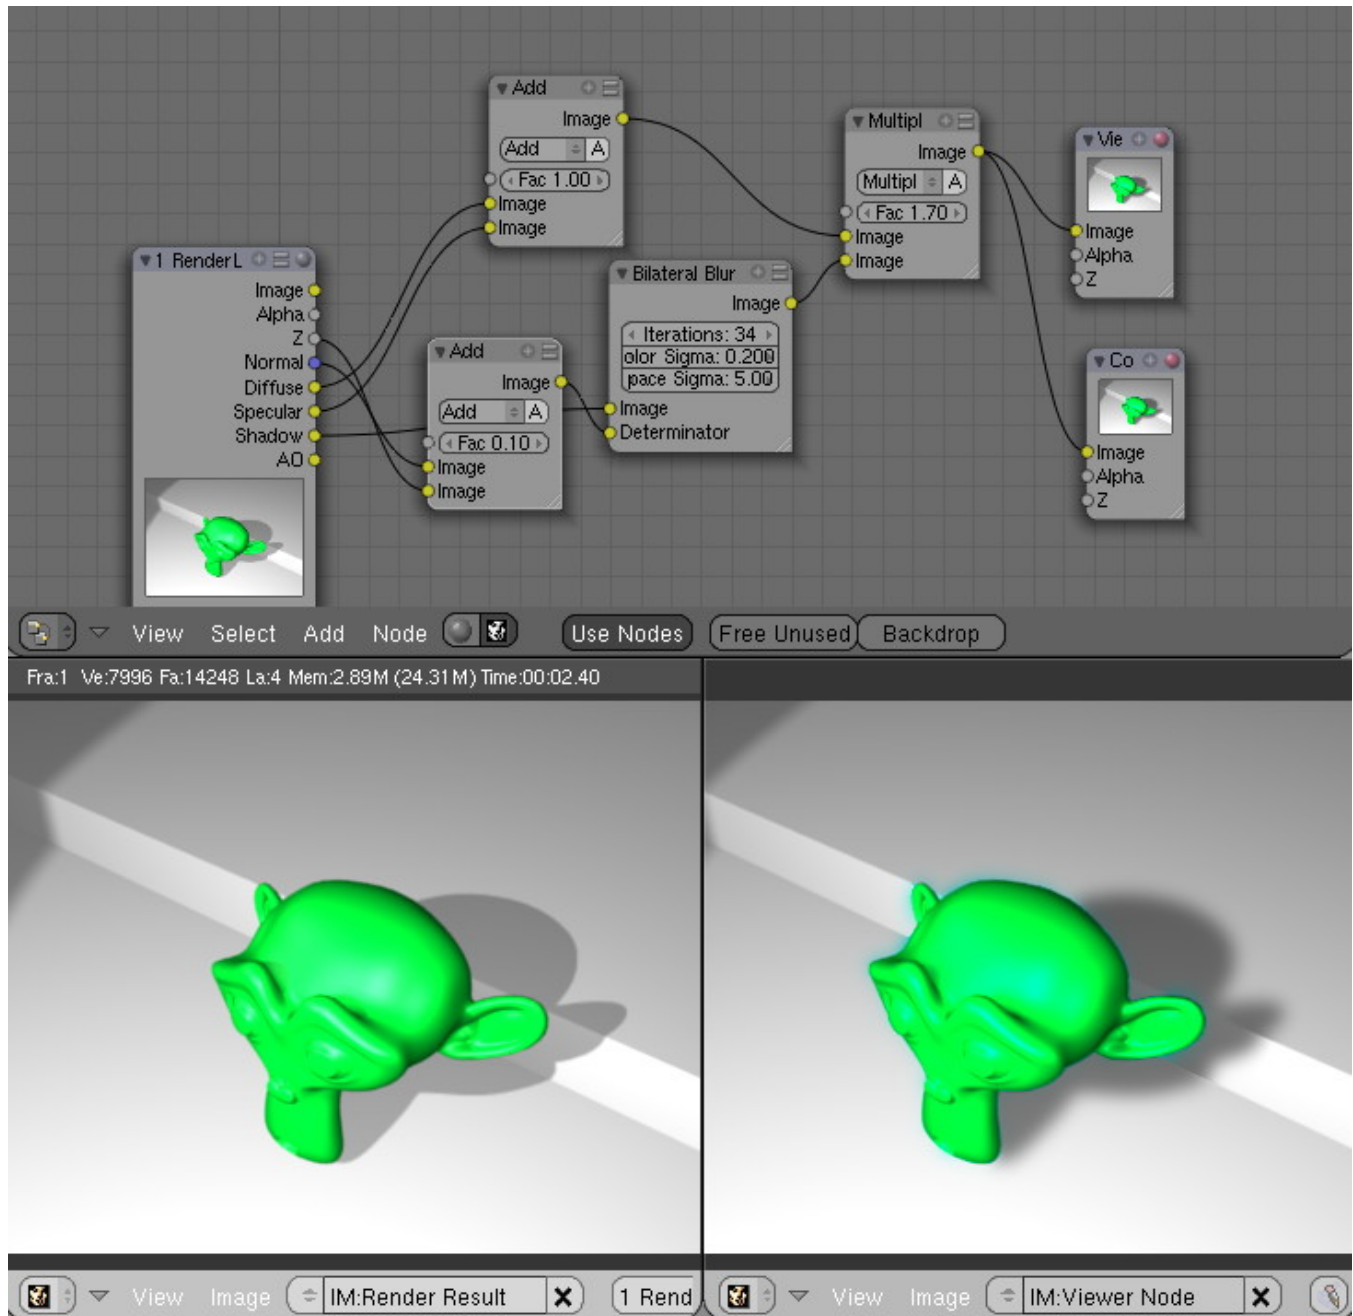 Add
Image
Add A
Fac 1.00
Image
Image
Multipl
Image
Multipl A
Fac 1.70
Image
Image
Vie
Image
Alpha
Z
1 RenderL
Image
Alpha
Z
Normal
Diffuse
Specular
Shadow
AO
Add
Image
Add A
Fac 0.10
Image
Image
Bilateral Blur
Image
Iterations: 34
olor Sigma: 0.200
pace Sigma: 5.00
Image
Determinator
Co
Image
Alpha
Z
View Select Add Node Use Nodes Free Unused Backdrop
Fra:1 Ve:7996 Fa:14248 La:4 Mem:2.89M (24.31M) Time:00:02.40
View Image IM:Render Result 1 Rend
View Image IM:Viewer Node